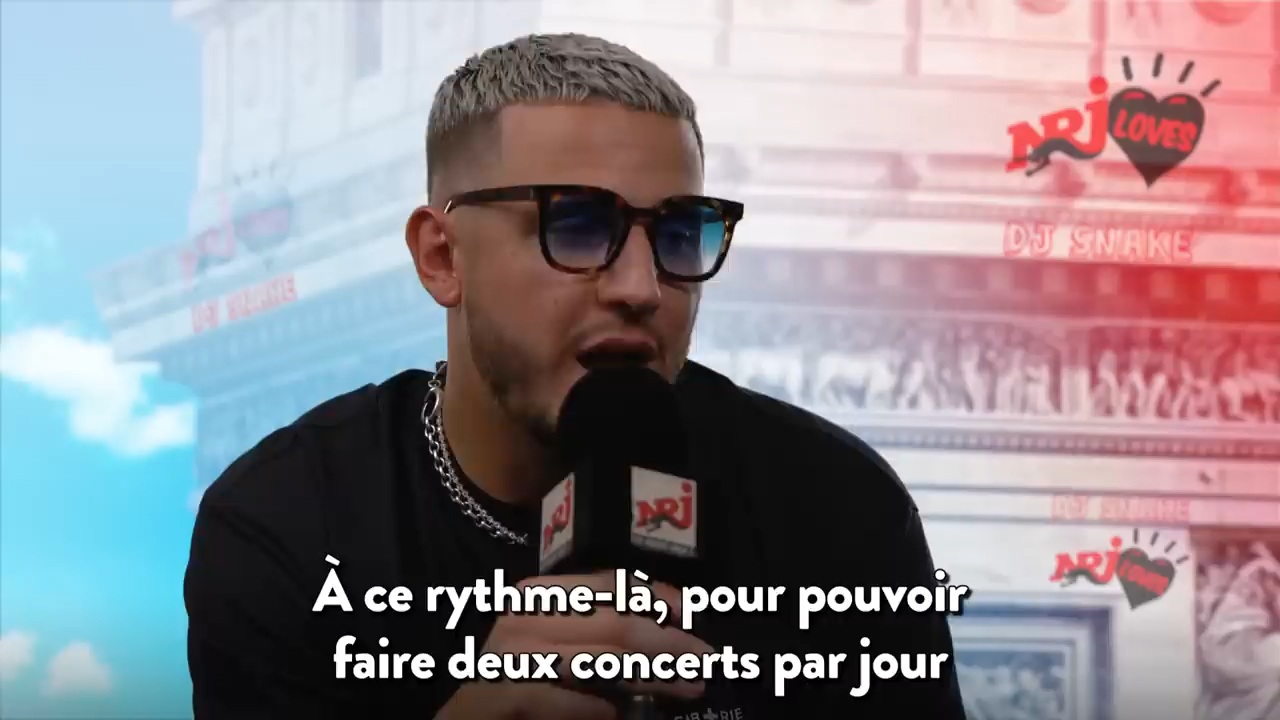 NRJ LOVES
DJ SNAKE
NRJ
DJ SNAKE
DJ SNAKE
NRJ LOVES
NRJ
NRJ
À ce rythme-là, pour pouvoir
faire deux concerts par jour